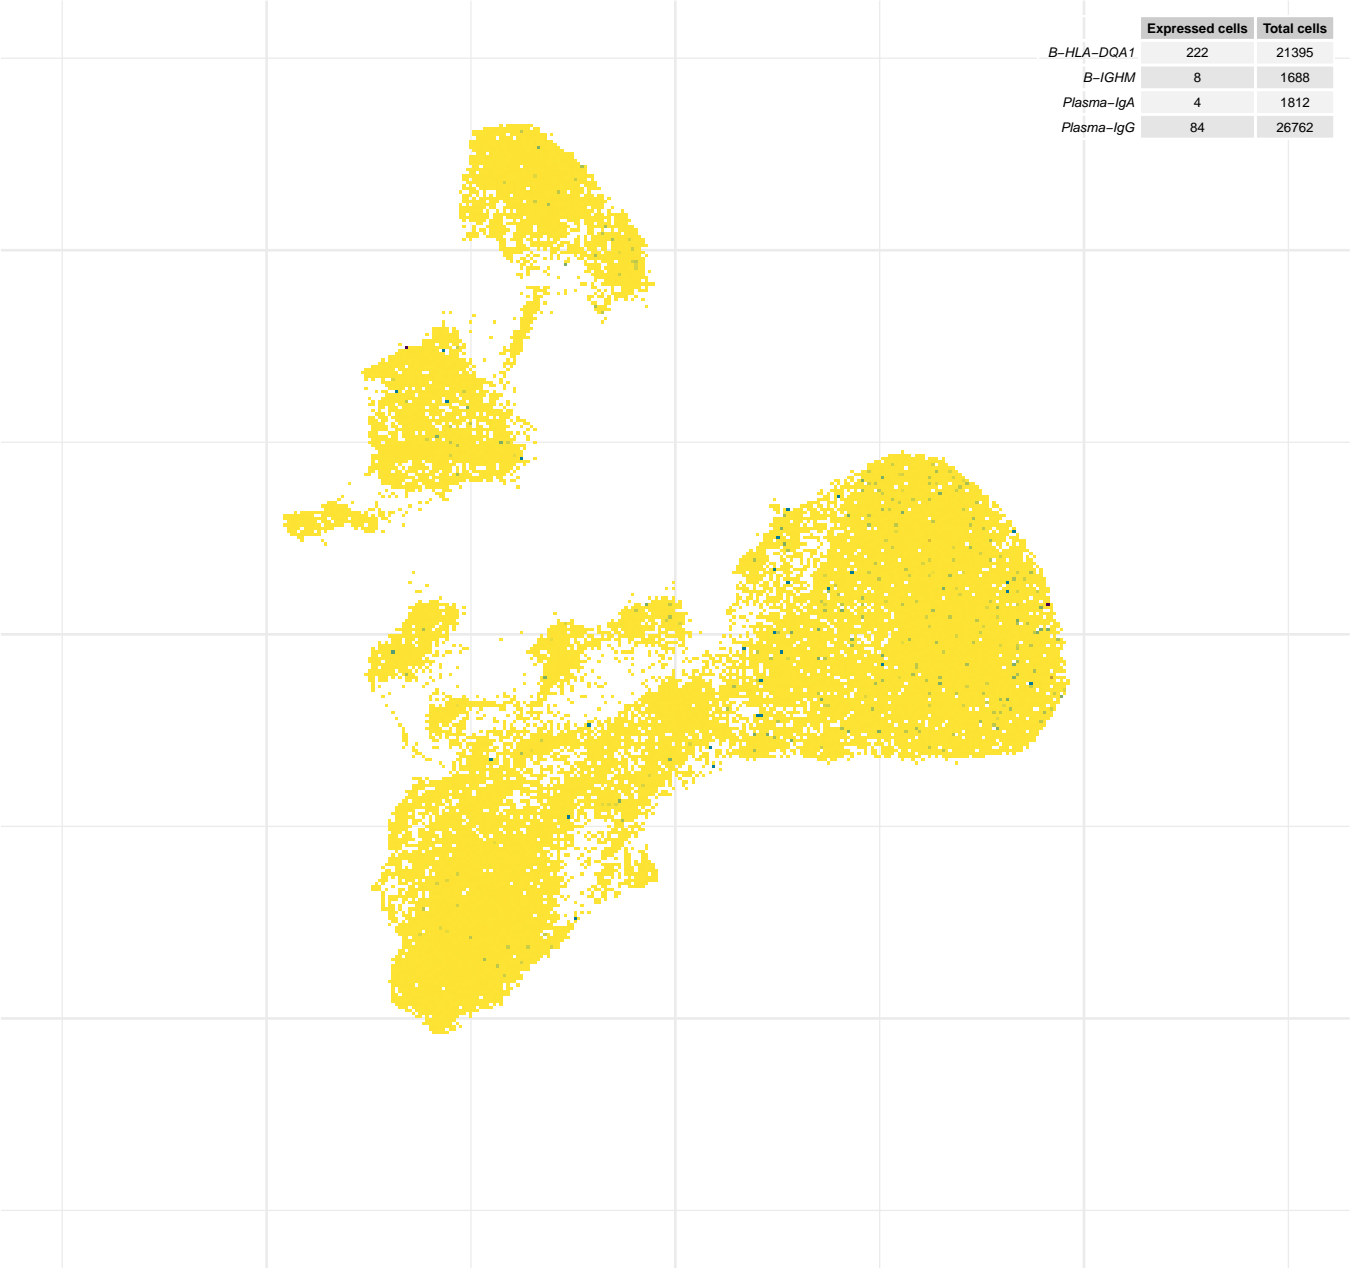 Expressed cells Total cells
B−HLA−DQA1 222 21395
B−IGHM 8 1688
Plasma−IgA 4 1812
Plasma−IgG 84 26762